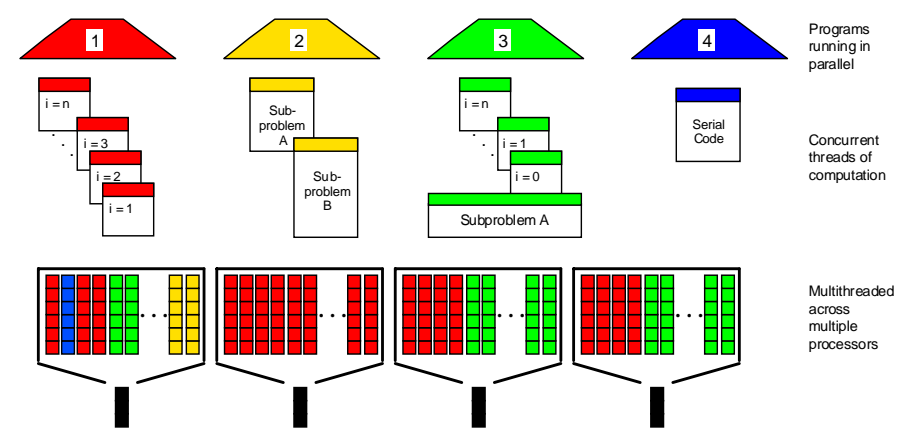 1
2
3
4
Programs
running in
parallel
i = n
i = 3
i = 2
i = 1
Sub-
problem
A
Sub-
problem
B
i = n
i = 1
i = 0
Subproblem A
Serial
Code
Concurrent
threads of
computation
Multithreaded
across
multiple
processors